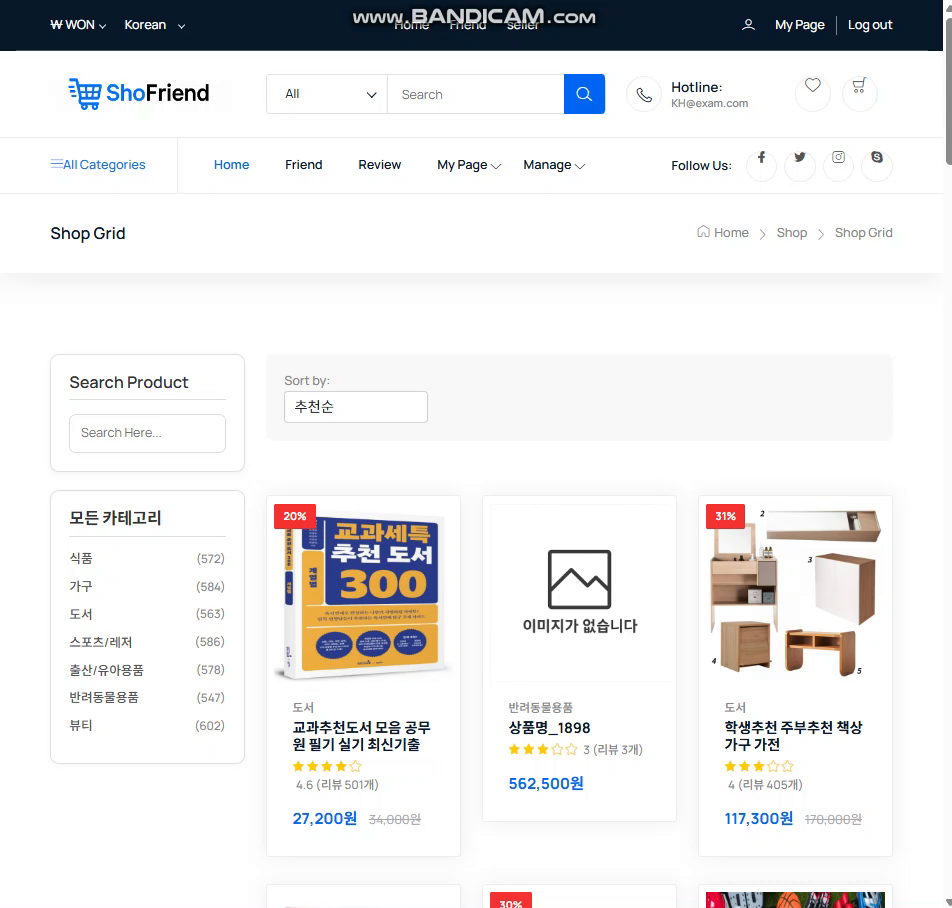 ₩ WON
Korean
Home
Friend
seller
www.BANDICAM.com
My Page
Log out
ShoFriend
All
Search
Hotline:
KH@exam.com
All Categories
Home
Friend
Review
My Page
Manage
Follow Us:
Shop Grid
Home
Shop
Shop Grid
Search Product
Search Here...
Sort by:
추천순
모든 카테고리
식품 (572)
가구 (584)
도서 (563)
스포츠/레저 (586)
출산/유아용품 (578)
반려동물용품 (547)
뷰티 (602)
20%
교과세특
추천 도서
300
계열별
도서
교과추천도서 모음 공무
원 필기 실기 최신기출
4.6 (리뷰 501개)
27,200원 34,000원
이미지가 없습니다
반려동물용품
상품명_1898
3 (리뷰 3개)
562,500원
31%
2
3
4
5
도서
학생추천 주부추천 책상
가구 가전
4 (리뷰 405개)
117,300원 170,000원
30%